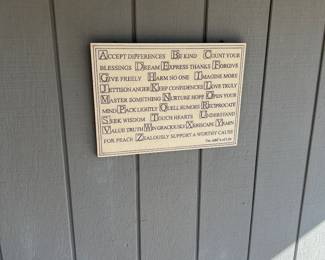 ACCEPT DIFFERENCES BE KIND COUNT YOUR
BLESSINGS DREAM EXPRESS THANKS FORGIVE
GIVE FREELY HARM NO ONE IMAGINE MORE
JETTISON ANGER KEEP CONFIDENCES LOVE TRULY
MASTER SOMETHING NURTURE HOPE OPEN YOUR
MIND PACK LIGHTLY QUELL RUMORS RECIPROCATE
SEEK WISDOM TOUCH HEARTS UNDERSTAND
VALUE TRUTH WIN GRACIOUSLY XERISCAPE YEARN
FOR PEACE ZEALOUSLY SUPPORT A WORTHY CAUSE